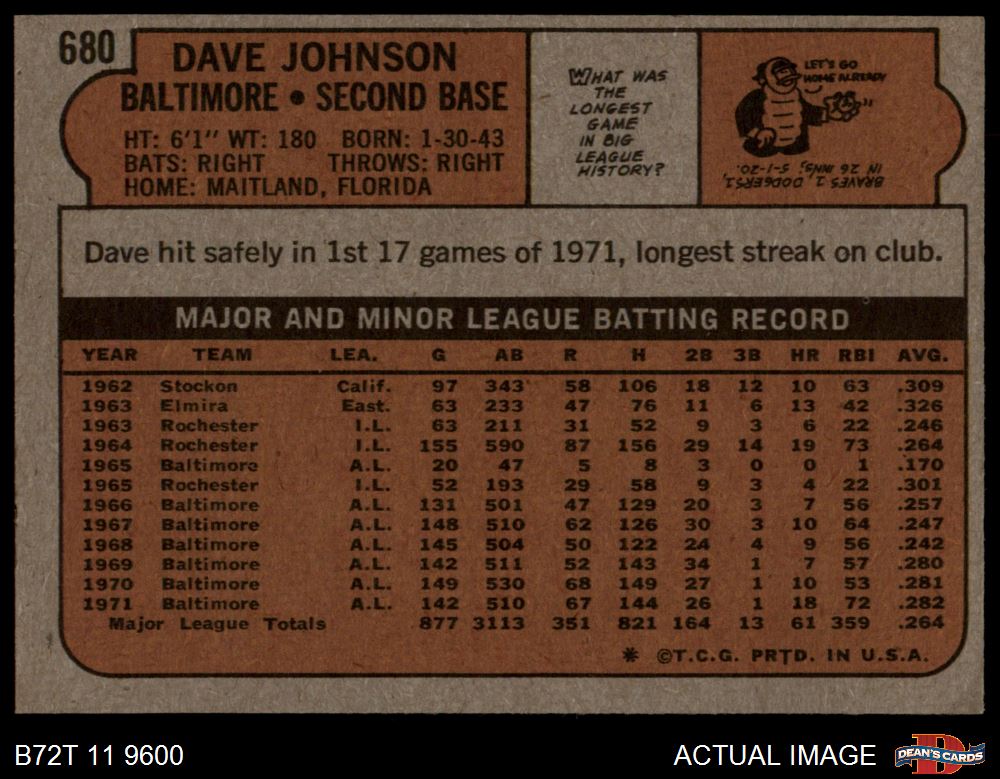 680
DAVE JOHNSON
BALTIMORE • SECOND BASE
HT: 6'1" WT: 180 BORN: 1-30-43
BATS: RIGHT THROWS: RIGHT
HOME: MAITLAND, FLORIDA
WHAT WAS
THE
LONGEST
GAME
IN BIG
LEAGUE
HISTORY?
LET'S GO
HOME ALREADY
BRAVES 1, DODGERS 1,
IN 26 INNS; 5-1-20.
Dave hit safely in 1st 17 games of 1971, longest streak on club.
MAJOR AND MINOR LEAGUE BATTING RECORD
YEAR TEAM LEA. G AB R H 2B 3B HR RBI AVG.
1962 Stockon Calif. 97 343 58 106 18 12 10 63 .309
1963 Elmira East. 63 233 47 76 11 6 13 42 .326
1963 Rochester I.L. 63 211 31 52 9 3 6 22 .246
1964 Rochester I.L. 155 590 87 156 29 14 19 73 .264
1965 Baltimore A.L. 20 47 5 8 3 0 0 1 .170
1965 Rochester I.L. 52 193 29 58 9 3 4 22 .301
1966 Baltimore A.L. 131 501 47 129 20 3 7 56 .257
1967 Baltimore A.L. 148 510 62 126 30 3 10 64 .247
1968 Baltimore A.L. 145 504 50 122 24 4 9 56 .242
1969 Baltimore A.L. 142 511 52 143 34 1 7 57 .280
1970 Baltimore A.L. 149 530 68 149 27 1 10 53 .281
1971 Baltimore A.L. 142 510 67 144 26 1 18 72 .282
Major League Totals 877 3113 351 821 164 13 61 359 .264
* ©T.C.G. PRTD. IN U.S.A.
B72T 11 9600
ACTUAL IMAGE
DEAN'S CARDS